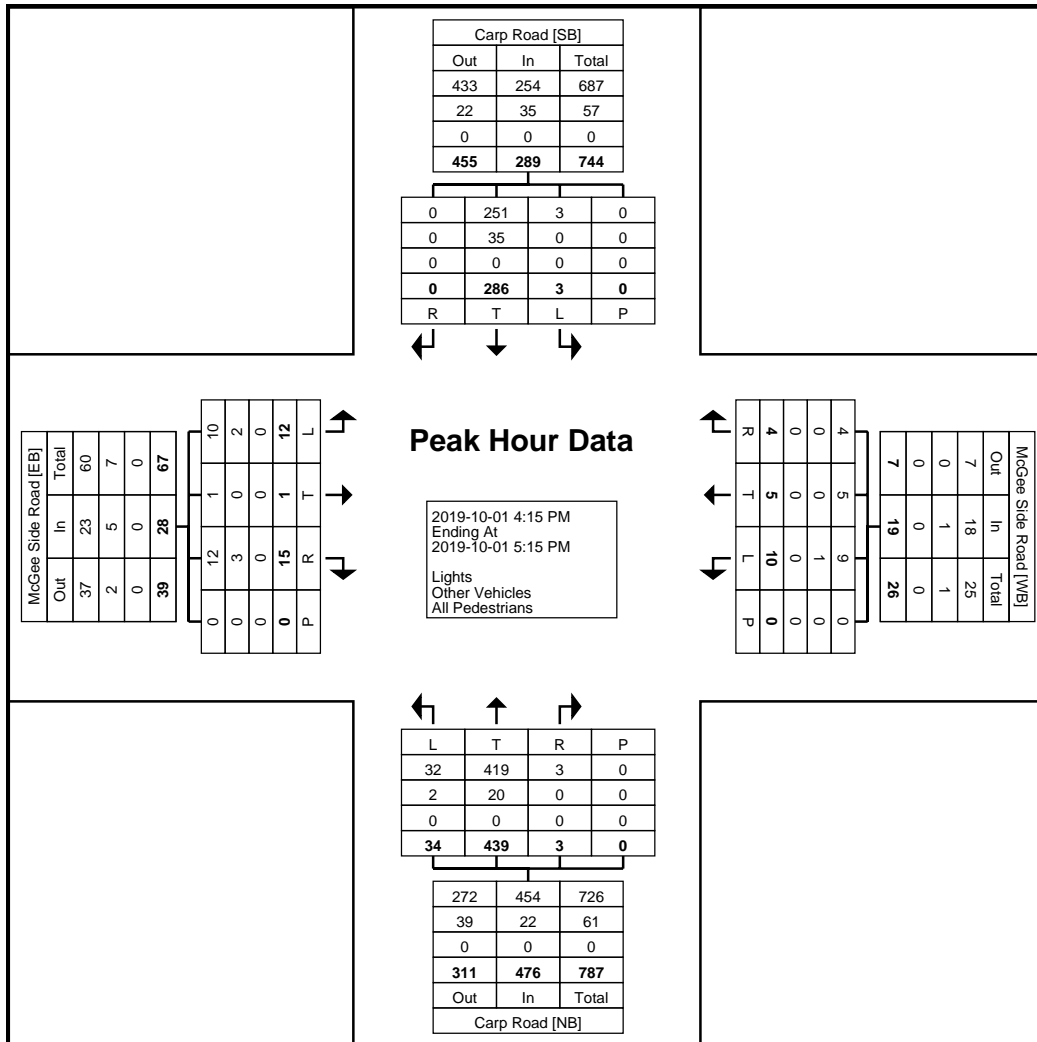 Carp Road [SB]
Out In Total
433 254 687
22 35 57
0 0 0
455 289 744
0 251 3 0
0 35 0 0
0 0 0 0
0 286 3 0
R T L P
McGee Side Road [EB]
Total In Out
60 23 37
7 5 2
0 0 0
67 28 39
10 1 12 0
2 0 3 0
0 0 0 0
12 1 15 0
L T R P
Peak Hour Data
2019-10-01 4:15 PM
Ending At
2019-10-01 5:15 PM
Lights
Other Vehicles
All Pedestrians
R T L P
4 5 10 0
0 0 0 0
0 0 1 0
4 5 9 0
McGee Side Road [WB]
Out In Total
7 18 25
0 1 1
0 0 0
7 19 26
L T R P
32 419 3 0
2 20 0 0
0 0 0 0
34 439 3 0
272 454 726
39 22 61
0 0 0
311 476 787
Out In Total
Carp Road [NB]